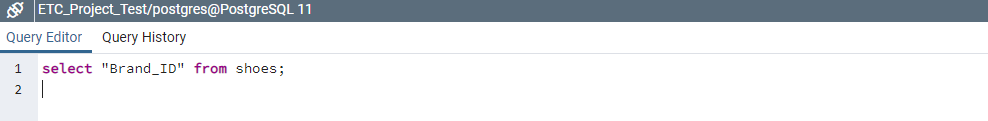 ETC_Project_Test/postgres@PostgreSQL 11
Query Editor Query History
1 select "Brand_ID" from shoes;
2